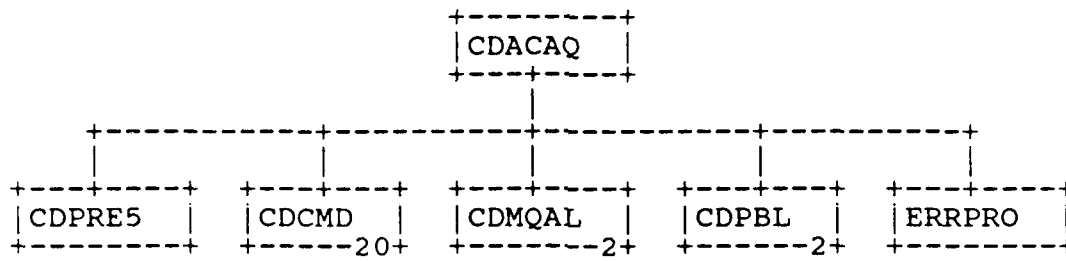 CDACAQ
CDPRE5 CDCMD CDMQAL CDPBL ERRPRO
20 2 2